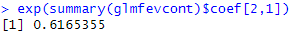 > exp(summary(glmfevcont)$coef[2,1])
[1] 0.6165355